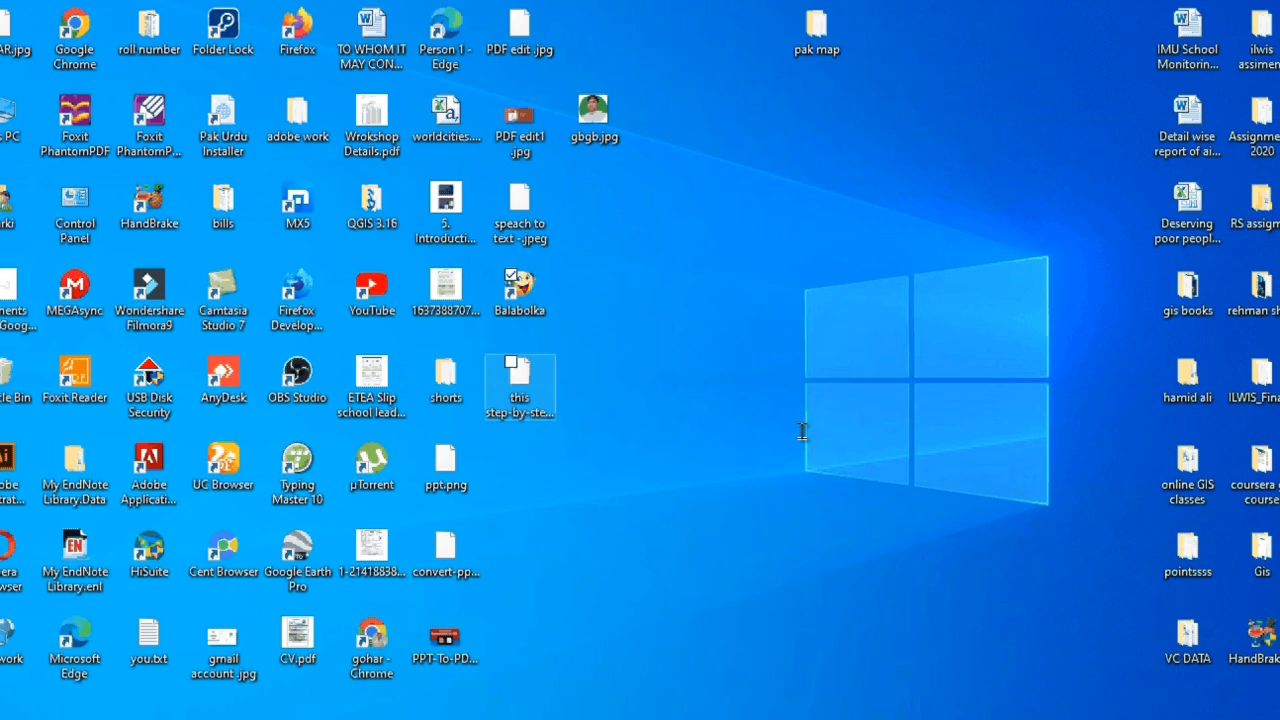 AR.jpg
Google
Chrome
roll number
Folder Lock
Firefox
TO WHOM IT
MAY CON...
Person 1 -
Edge
PDF edit .jpg
pak map
IMU School
Monitorin...
ilwis
assimen
PC
Foxit
PhantomPDF
Foxit
PhantomP...
Pak Urdu
Installer
adobe work
Wrokshop
Details.pdf
worldcities....
PDF edit1
.jpg
gbgb.jpg
Detail wise
report of ai...
Assignme
2020
rki
Control
Panel
HandBrake
bills
MX5
QGIS 3.16
5.
Introducti...
speach to
text -.jpeg
Deserving
poor peopl...
RS assigm
ments
Goog...
MEGAsync
Wondershare
Filmora9
Camtasia
Studio 7
Firefox
Develop...
YouTube
1637388707...
Balabolka
gis books
rehman sh
cle Bin
Foxit Reader
USB Disk
Security
AnyDesk
OBS Studio
ETEA Slip
school lead...
shorts
this
step-by-ste...
hamid ali
ILWIS_Fina
obe
trat...
My EndNote
Library.Data
Adobe
Applicati...
UC Browser
Typing
Master 10
µTorrent
ppt.png
online GIS
classes
coursera g
course
era
wser
My EndNote
Library.enl
HiSuite
Cent Browser
Google Earth
Pro
1-21418838...
convert-pp...
pointssss
Gis
work
Microsoft
Edge
you.txt
gmail
account .jpg
CV.pdf
gohar -
Chrome
PPT-To-PD...
VC DATA
HandBrak